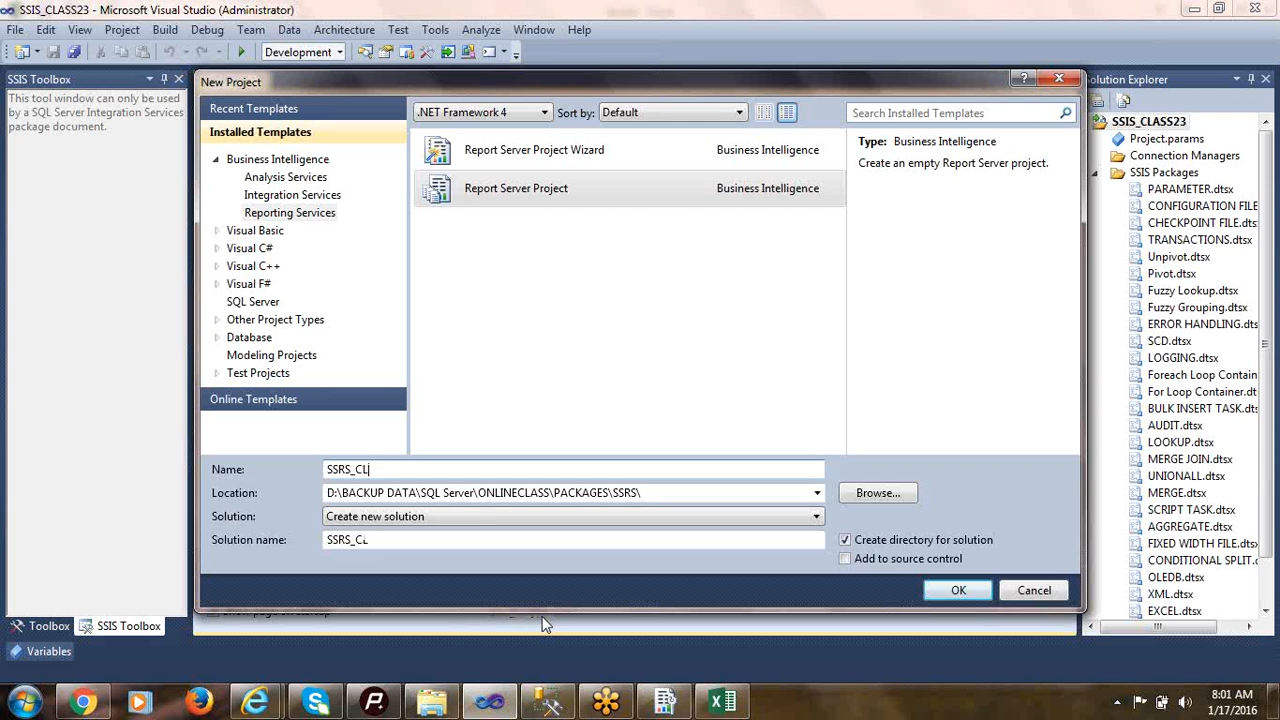 SSIS_CLASS23 - Microsoft Visual Studio (Administrator)
File Edit View Project Build Debug Team Data Architecture Test Tools Analyze Window Help
Development
SSIS Toolbox
This tool window can only be used
by a SQL Server Integration Services
package document.
Toolbox SSIS Toolbox
Variables
New Project
Recent Templates
Installed Templates
Business Intelligence
Analysis Services
Integration Services
Reporting Services
Visual Basic
Visual C#
Visual C++
Visual F#
SQL Server
Other Project Types
Database
Modeling Projects
Test Projects
Online Templates
.NET Framework 4 Sort by: Default
Search Installed Templates
Report Server Project Wizard Business Intelligence
Report Server Project Business Intelligence
Type: Business Intelligence
Create an empty Report Server project.
Name: SSRS_CL
Location: D:\BACKUP DATA\SQL Server\ONLINECLASS\PACKAGES\SSRS\ Browse...
Solution: Create new solution
Solution name: SSRS_CL
Create directory for solution
Add to source control
OK Cancel
olution Explorer
SSIS_CLASS23
Project.params
Connection Managers
SSIS Packages
PARAMETER.dtsx
CONFIGURATION FILE
CHECKPOINT FILE.dtsx
TRANSACTIONS.dtsx
Unpivot.dtsx
Pivot.dtsx
Fuzzy Lookup.dtsx
Fuzzy Grouping.dtsx
ERROR HANDLING.dts
SCD.dtsx
LOGGING.dtsx
Foreach Loop Contain
For Loop Container.dt
BULK INSERT TASK.dt
AUDIT.dtsx
LOOKUP.dtsx
MERGE JOIN.dtsx
UNIONALL.dtsx
MERGE.dtsx
SCRIPT TASK.dtsx
AGGREGATE.dtsx
FIXED WIDTH FILE.dts
CONDITIONAL SPLIT.d
OLEDB.dtsx
XML.dtsx
EXCEL.dtsx
8:01 AM
1/17/2016